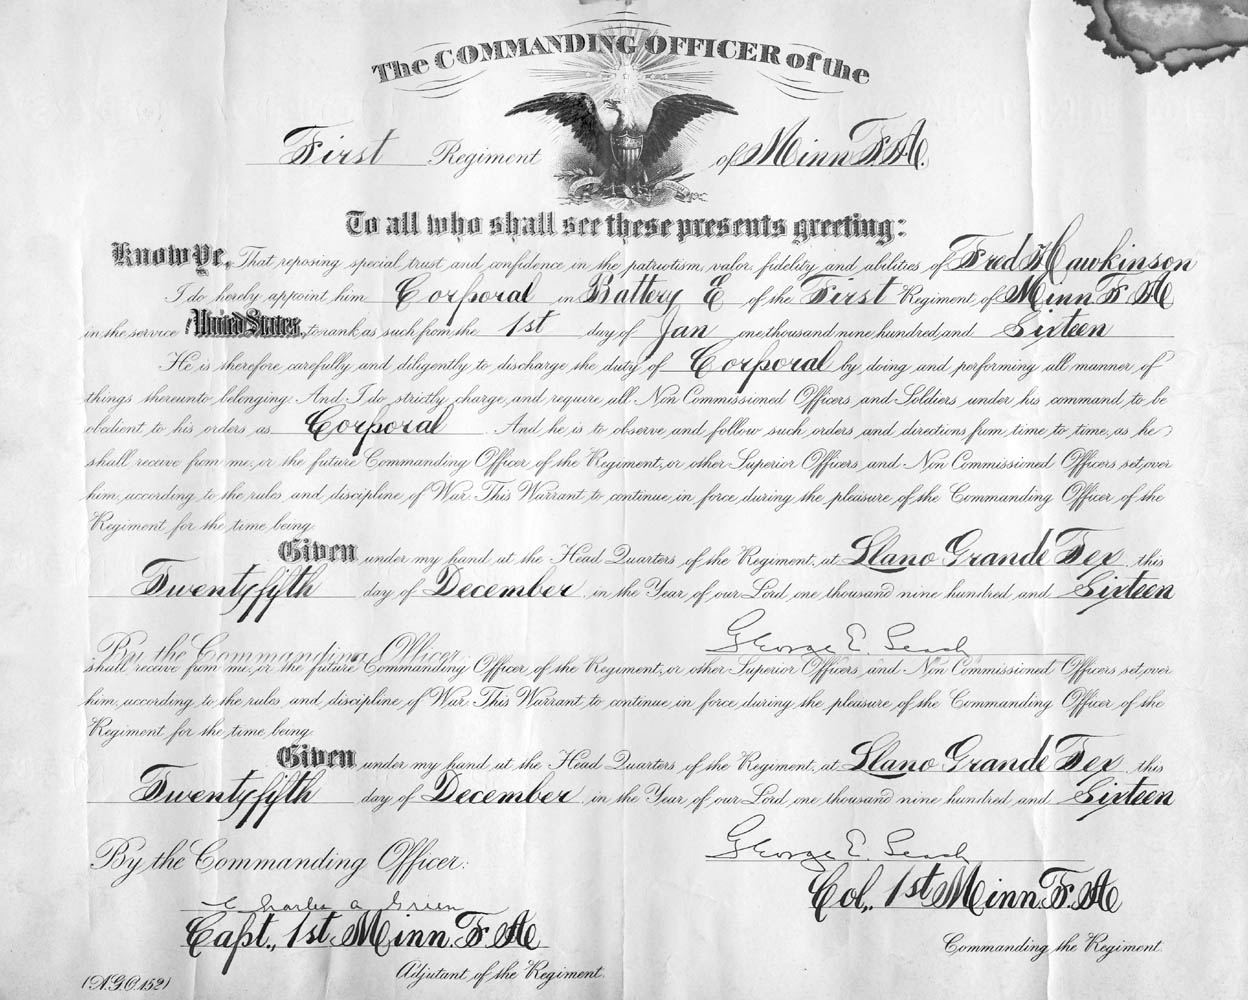 The COMMANDING OFFICER of the
First Regiment of Minn F. A.
To all who shall see these presents greeting:
Know Ye, That reposing special trust and confidence in the patriotism, valor, fidelity and abilities of Fred Hawkinson
I do hereby appoint him Corporal in Battery E of the First Regiment of Minn F A
in the service United States, to rank as such from the 1st day of Jan one thousand nine hundred and Sixteen
He is therefore carefully and diligently to discharge the duty of Corporal by doing and performing all manner of
things thereunto belonging. And I do strictly charge and require all Non Commissioned Officers and Soldiers under his command to be
obedient to his orders as Corporal. And he is to observe and follow such orders and directions from time to time, as he
shall receive from me, or the future Commanding Officer of the Regiment, or other Superior Officers, and Non Commissioned Officers, set over
him, according to the rules and discipline of War. This Warrant to continue in force during the pleasure of the Commanding Officer of the
Regiment for the time being.
Given under my hand at the Head Quarters of the Regiment, at Llano Grande Tex this
Twentyfifth day of December in the Year of our Lord one thousand nine hundred and Sixteen
George E. Leach
By the Commanding Officer
shall receive from me, or the future Commanding Officer of the Regiment, or other Superior Officers, and Non Commissioned Officers, set over
him, according to the rules and discipline of War. This Warrant to continue in force during the pleasure of the Commanding Officer of the
Regiment for the time being.
Given under my hand at the Head Quarters of the Regiment, at Llano Grande Tex this
Twentyfifth day of December in the Year of our Lord one thousand nine hundred and Sixteen
George E. Leach
By the Commanding Officer:
Col., 1st Minn. F. A
Charles A Green
Capt., 1st Minn. F. A
Commanding the Regiment.
Adjutant of the Regiment.
(N.G.O. 152)